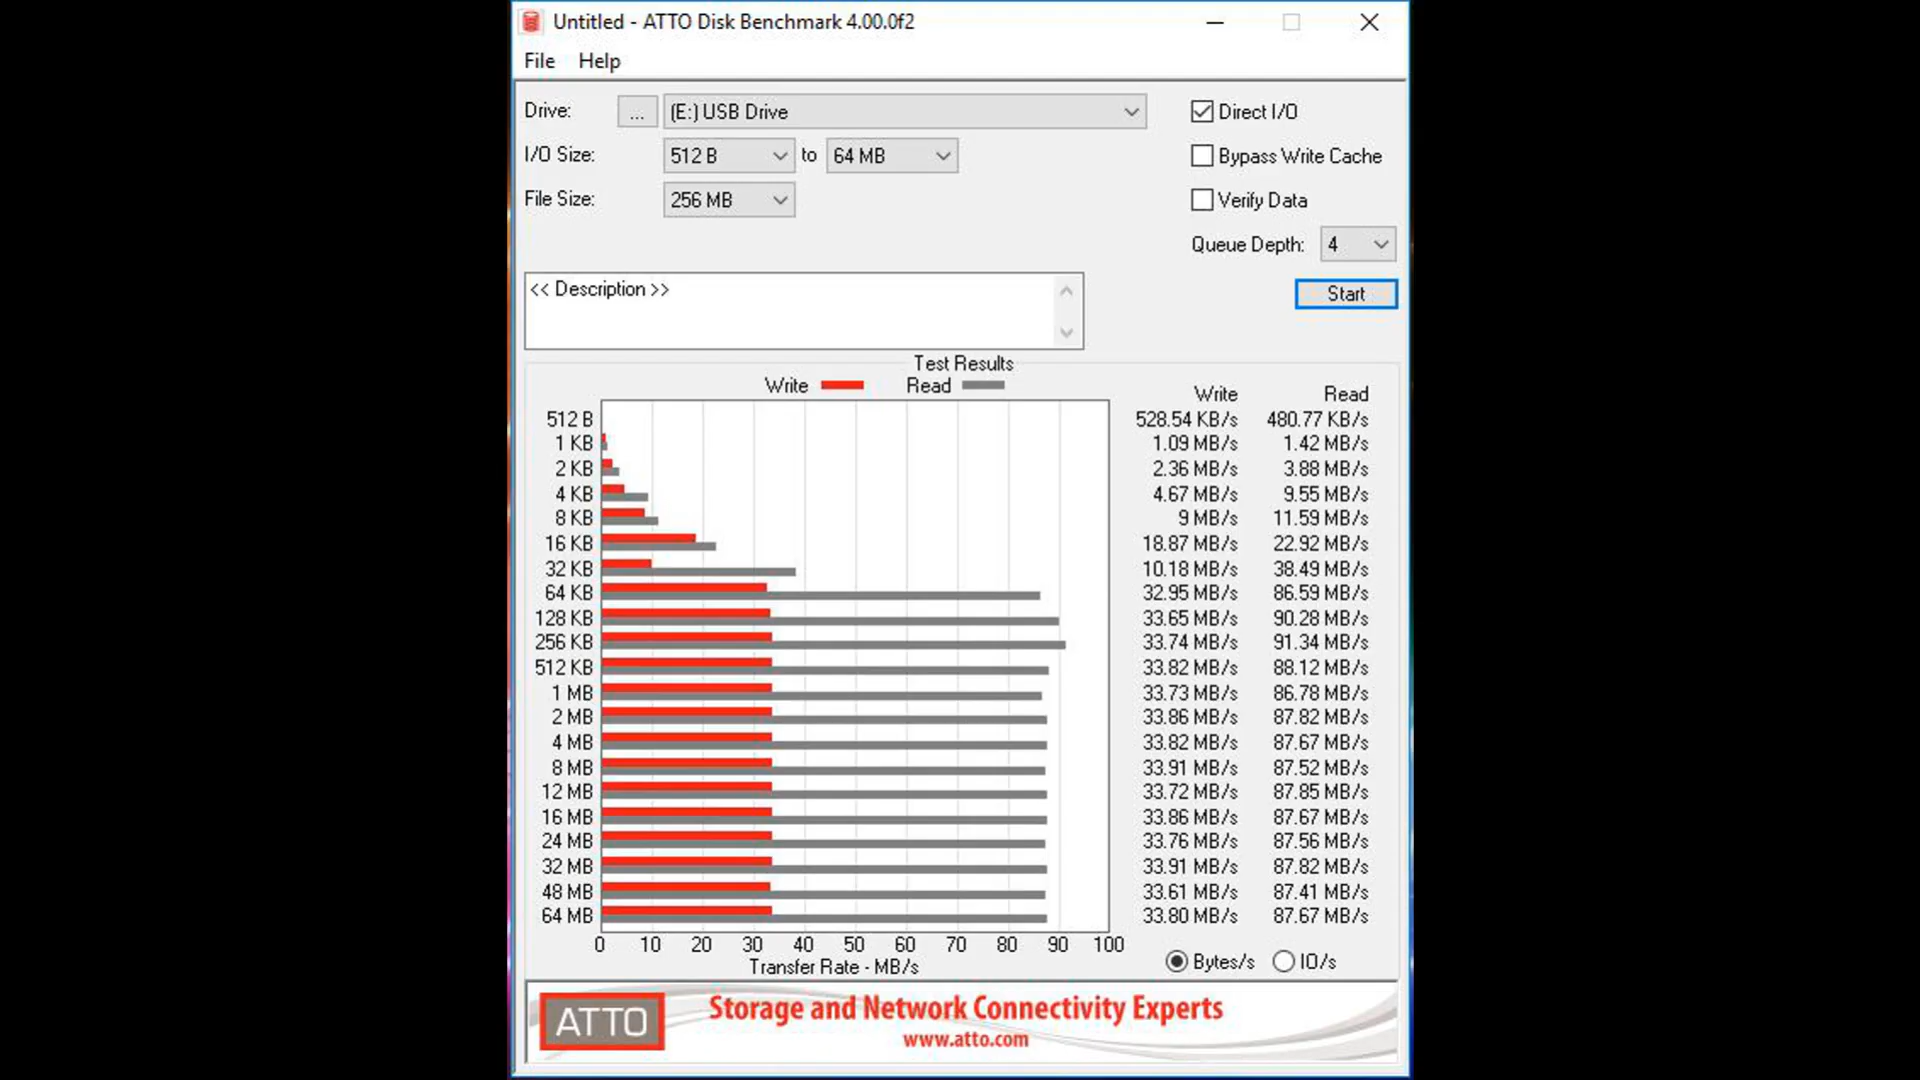 Untitled - ATTO Disk Benchmark 4.00.0f2
File Help
Drive: ... (E:) USB Drive Direct I/O
I/O Size: 512 B to 64 MB Bypass Write Cache
File Size: 256 MB Verify Data
Queue Depth: 4
<< Description >> Start
Test Results
Write Read Write Read
512 B 528.54 KB/s 480.77 KB/s
1 KB 1.09 MB/s 1.42 MB/s
2 KB 2.36 MB/s 3.88 MB/s
4 KB 4.67 MB/s 9.55 MB/s
8 KB 9 MB/s 11.59 MB/s
16 KB 18.87 MB/s 22.92 MB/s
32 KB 10.18 MB/s 38.49 MB/s
64 KB 32.95 MB/s 86.59 MB/s
128 KB 33.65 MB/s 90.28 MB/s
256 KB 33.74 MB/s 91.34 MB/s
512 KB 33.82 MB/s 88.12 MB/s
1 MB 33.73 MB/s 86.78 MB/s
2 MB 33.86 MB/s 87.82 MB/s
4 MB 33.82 MB/s 87.67 MB/s
8 MB 33.91 MB/s 87.52 MB/s
12 MB 33.72 MB/s 87.85 MB/s
16 MB 33.86 MB/s 87.67 MB/s
24 MB 33.76 MB/s 87.56 MB/s
32 MB 33.91 MB/s 87.82 MB/s
48 MB 33.61 MB/s 87.41 MB/s
64 MB 33.80 MB/s 87.67 MB/s
0 10 20 30 40 50 60 70 80 90 100
Transfer Rate - MB/s Bytes/s IO/s
ATTO Storage and Network Connectivity Experts
www.atto.com